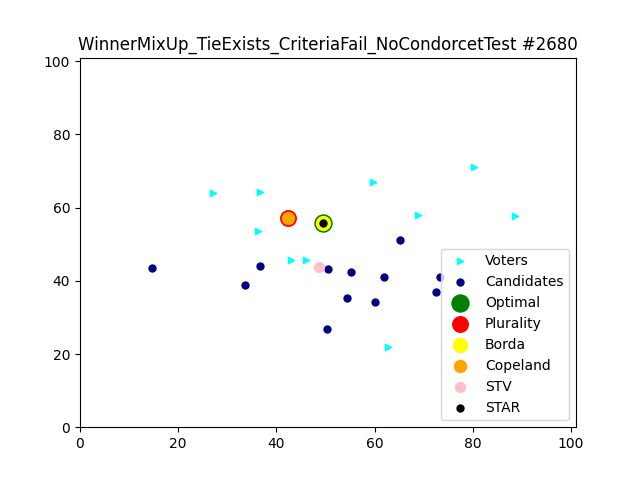 WinnerMixUp_TieExists_CriteriaFail_NoCondorcetTest #2680
100
80
60
40
20
0
0 20 40 60 80 100
Voters
Candidates
Optimal
Plurality
Borda
Copeland
STV
STAR